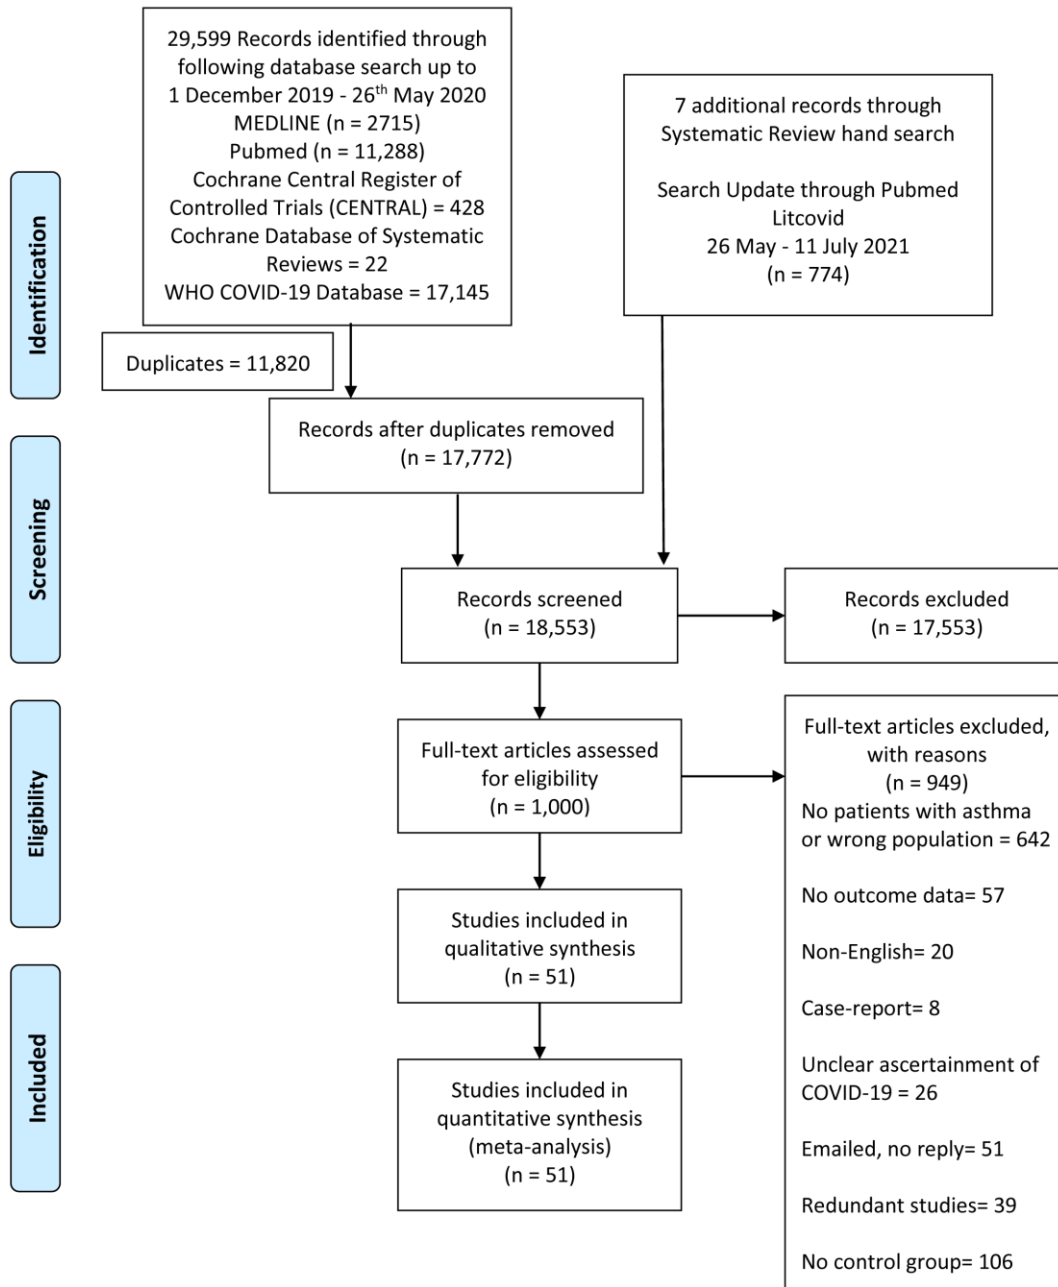 29,599 Records identified through
following database search up to
1 December 2019 - 26th May 2020
MEDLINE (n = 2715)
Pubmed (n = 11,288)
Cochrane Central Register of
Controlled Trials (CENTRAL) = 428
Cochrane Database of Systematic
Reviews = 22
WHO COVID-19 Database = 17,145
7 additional records through
Systematic Review hand search
Search Update through Pubmed
Litcovid
26 May - 11 July 2021
(n = 774)
Identification
Duplicates = 11,820
Records after duplicates removed
(n = 17,772)
Screening
Records screened
(n = 18,553)
Records excluded
(n = 17,553)
Eligibility
Full-text articles assessed
for eligibility
(n = 1,000)
Full-text articles excluded,
with reasons
(n = 949)
No patients with asthma
or wrong population = 642
No outcome data= 57
Non-English= 20
Case-report= 8
Unclear ascertainment of
COVID-19 = 26
Emailed, no reply= 51
Redundant studies= 39
No control group= 106
Studies included in
qualitative synthesis
(n = 51)
Included
Studies included in
quantitative synthesis
(meta-analysis)
(n = 51)